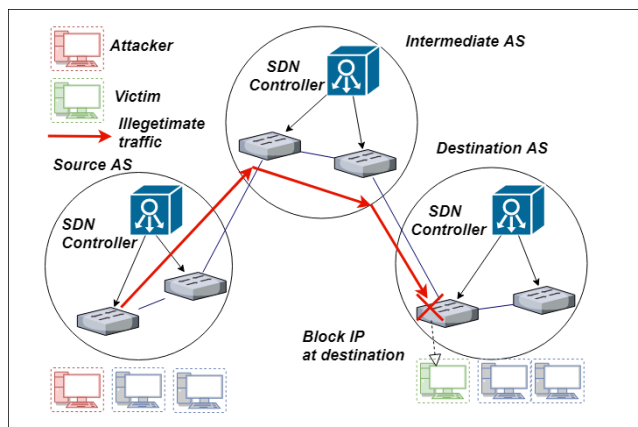 Attacker
Victim
Illegetimate
traffic
Source AS
SDN
Controller
Intermediate AS
SDN
Controller
Destination AS
SDN
Controller
Block IP
at destination